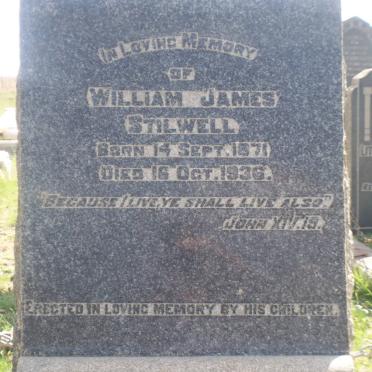 In Loving Memory
of
William James
Stilwell
Born 14 Sept. 1871
Died 16 Oct. 1936.
"Because I live, ye shall live also"
John XIV. 19.
Erected in loving memory by his children.